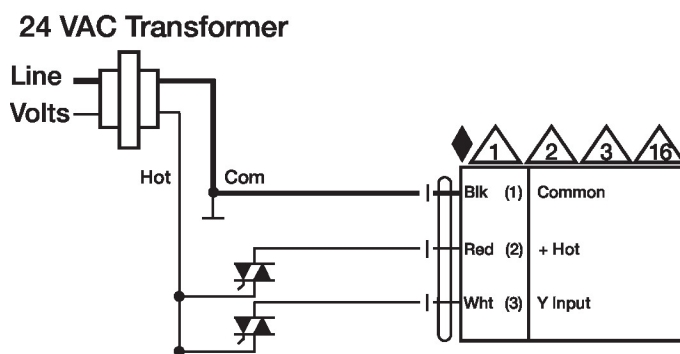 24 VAC Transformer
Line
Volts
Hot
Com
1
2
3
16
Blk (1) Common
Red (2) + Hot
Wht (3) Y Input